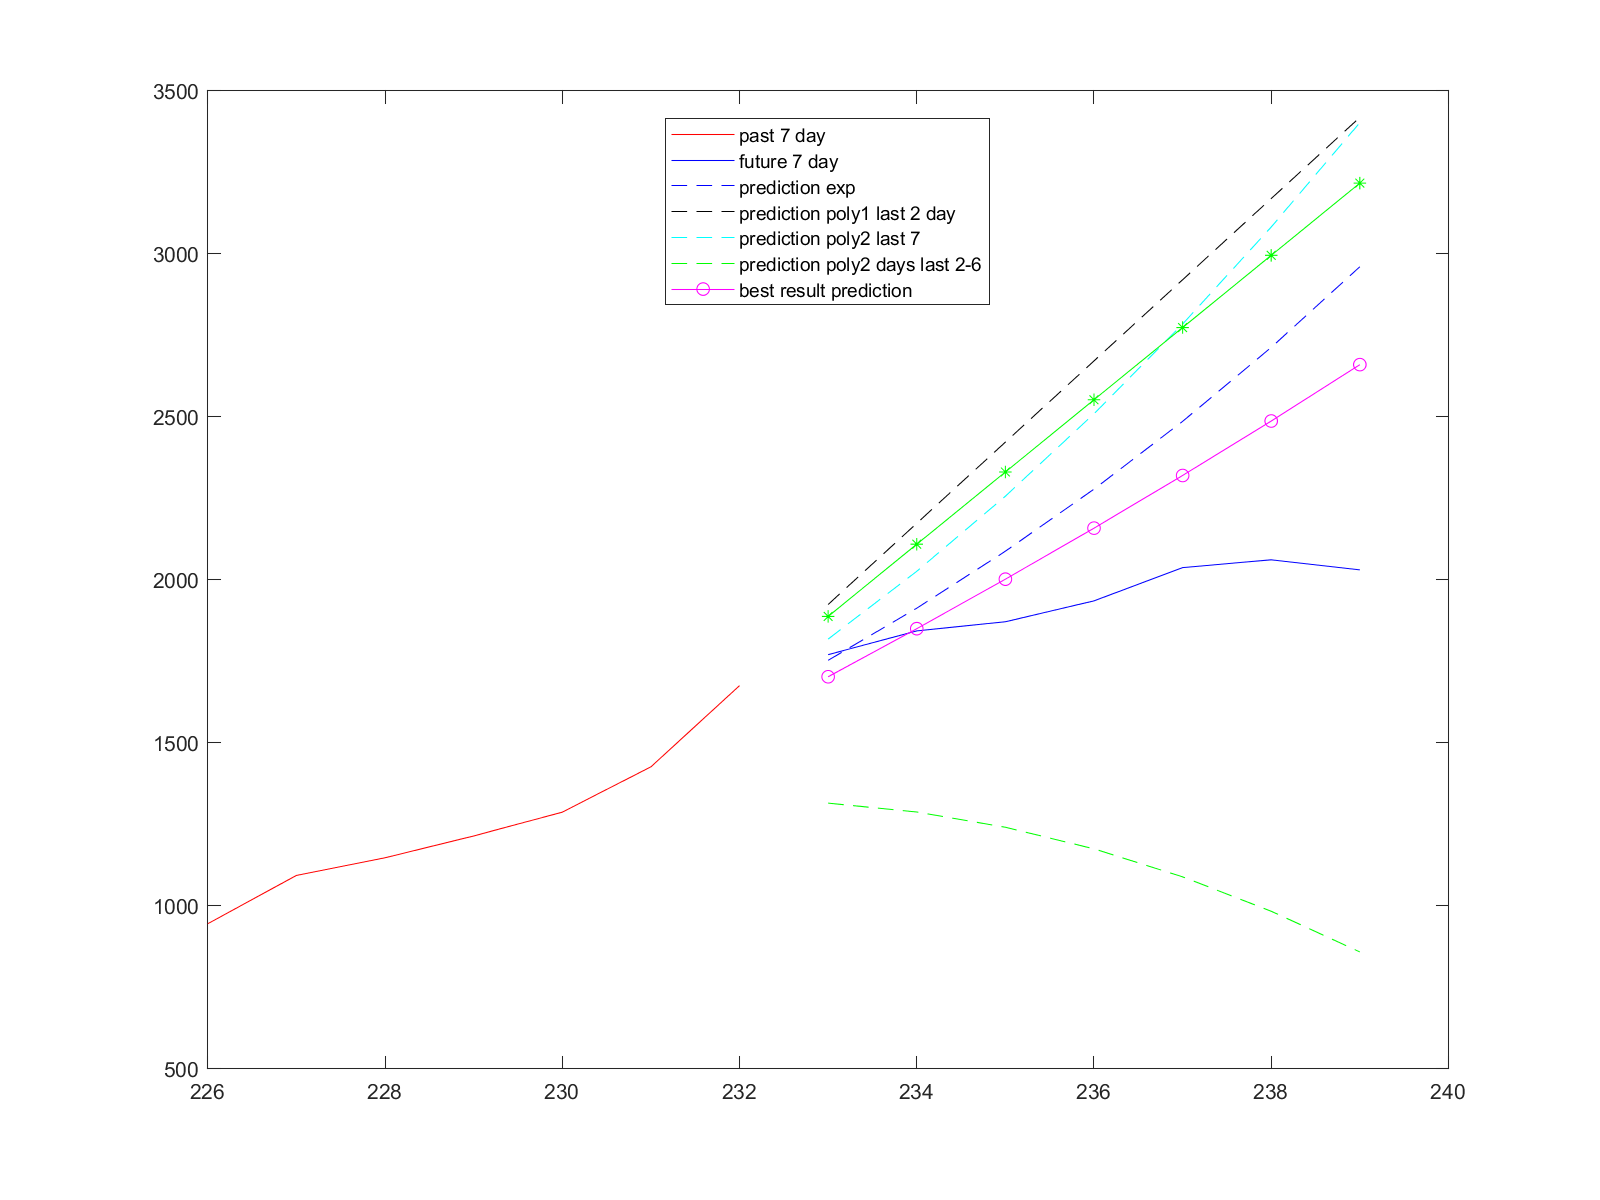 3500
past 7 day
future 7 day
prediction exp
prediction poly1 last 2 day
prediction poly2 last 7
prediction poly2 days last 2-6
best result prediction
3000
2500
2000
1500
1000
500
226 228 230 232 234 236 238 240